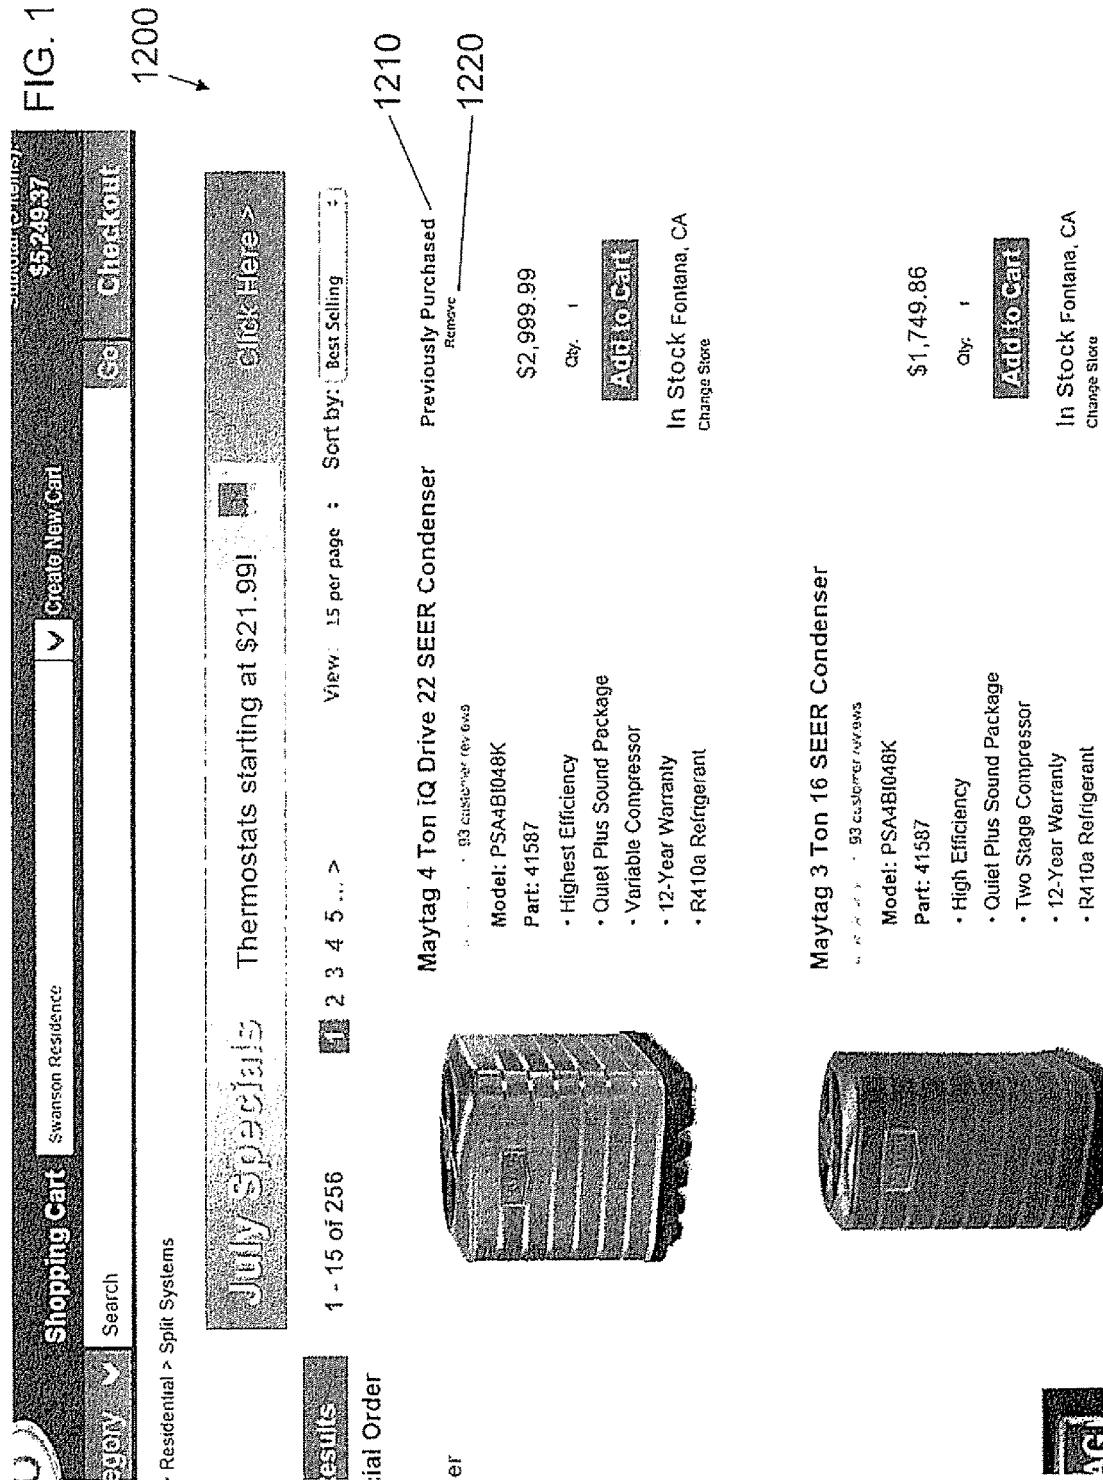 FIG. 1
1200
$5,249.37
Shopping Cart
Swanson Residence
Create New Cart
Search
Go
Checkout
Residential > Split Systems
July Specials
Thermostats starting at $21.99!
Click Here >
1 - 15 of 256
1 2 3 4 5 ... >
View: 15 per page
Sort by: Best Selling
ial Order
er
Maytag 4 Ton iQ Drive 22 SEER Condenser
93 customer reviews
Model: PSA4BI048K
Part: 41587
• Highest Efficiency
• Quiet Plus Sound Package
• Variable Compressor
• 12-Year Warranty
• R410a Refrigerant
Previously Purchased
1210
Remove
1220
$2,999.99
Qty. 1
Add to Cart
In Stock Fontana, CA
Change Store
Maytag 3 Ton 16 SEER Condenser
93 customer reviews
Model: PSA4BI048K
Part: 41587
• High Efficiency
• Quiet Plus Sound Package
• Two Stage Compressor
• 12-Year Warranty
• R410a Refrigerant
$1,749.86
Qty. 1
Add to Cart
In Stock Fontana, CA
Change Store